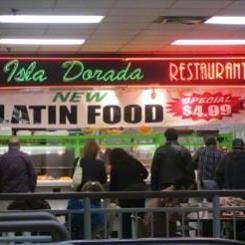 Isla Dorada RESTAURANT
NEW
LATIN FOOD
SPECIAL
$4.99